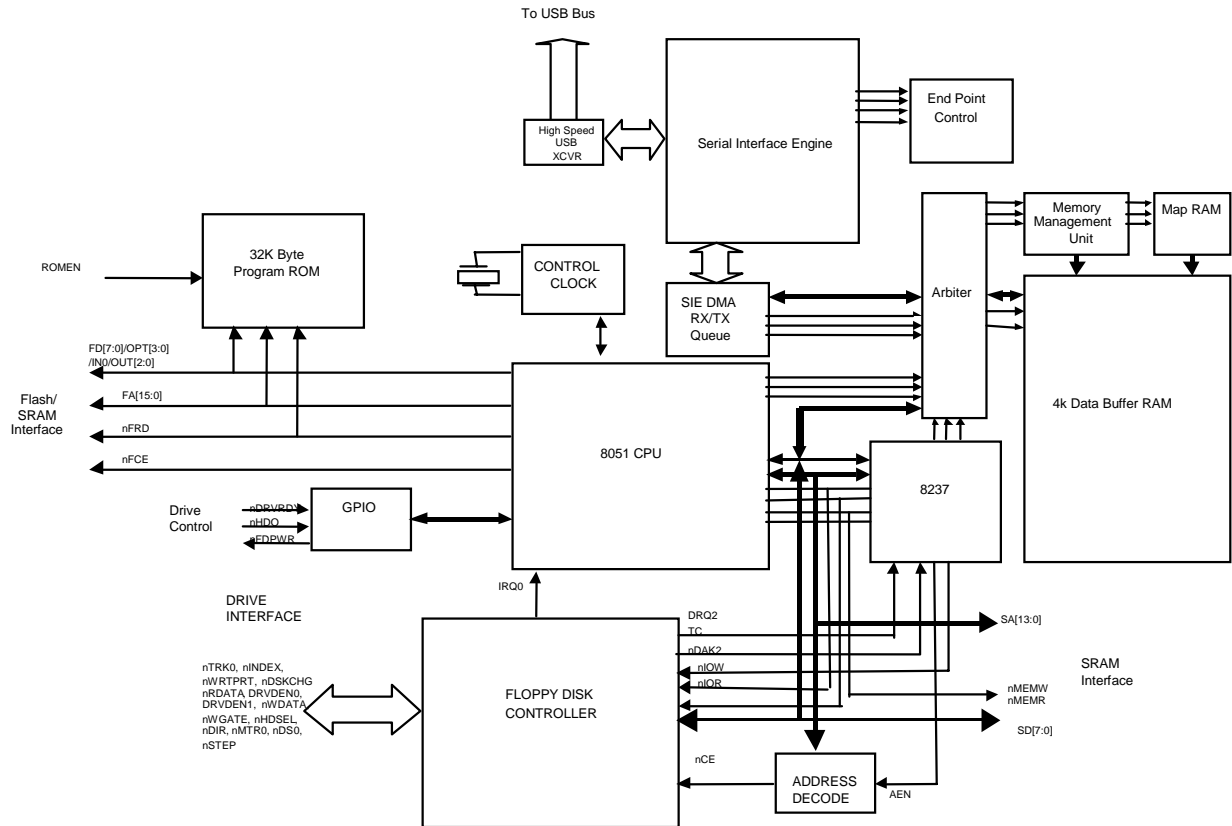 To USB Bus
High Speed
USB
XCVR
Serial Interface Engine
End Point
Control
32K Byte
Program ROM
ROMEN
CONTROL
CLOCK
SIE DMA
RX/TX
Queue
Arbiter
Memory
Management
Unit
Map RAM
4k Data Buffer RAM
FD[7:0]/OPT[3:0]
/IN0/OUT[2:0]
FA[15:0]
nFRD
nFCE
Flash/
SRAM
Interface
8051 CPU
8237
Drive
Control
nDRVRDY
nHDO
nFDPWR
GPIO
IRQ0
DRIVE
INTERFACE
nTRK0, nINDEX,
nWRTPRT, nDSKCHG
nRDATA, DRVDEN0,
DRVDEN1, nWDATA,
nWGATE, nHDSEL,
nDIR, nMTR0, nDS0,
nSTEP
FLOPPY DISK
CONTROLLER
DRQ2
TC
nDAK2
nIOW
nIOR
nCE
ADDRESS
DECODE
AEN
SA[13:0]
SRAM
Interface
nMEMW
nMEMR
SD[7:0]